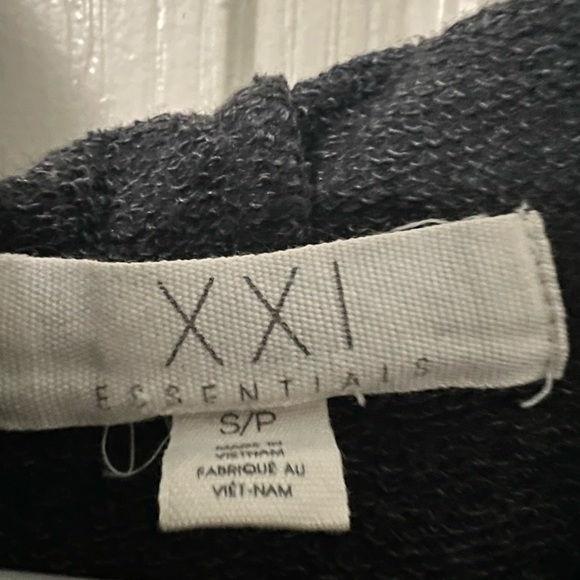 XXI
ESSENTIALS
S/P
MADE IN
VIETNAM
FABRIQUÉ AU
VIÊT-NAM